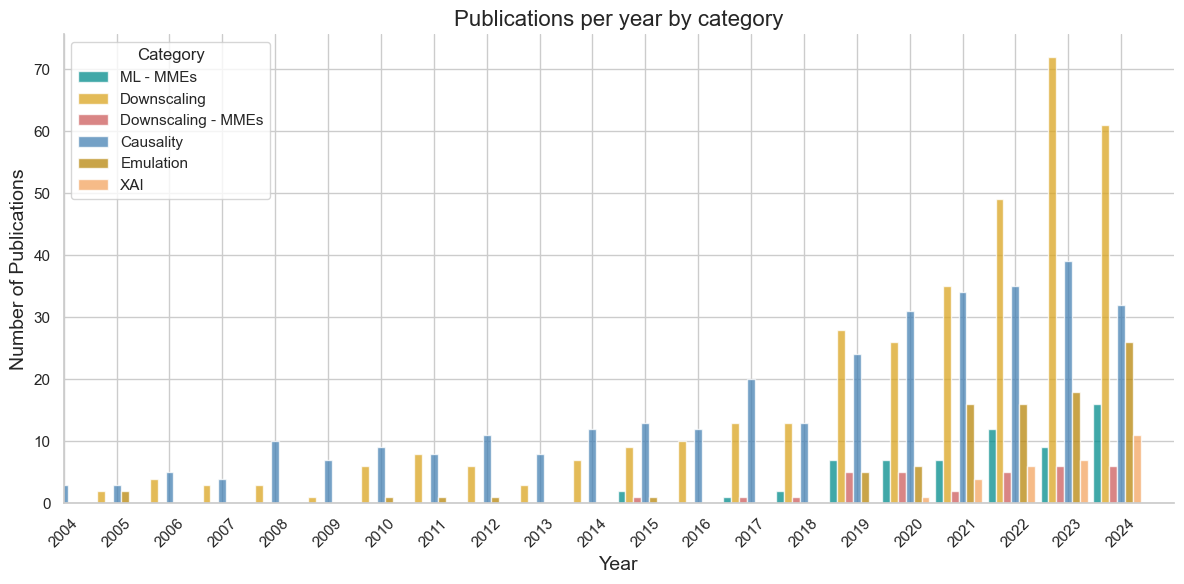 Publications per year by category
Category
ML - MMEs
Downscaling
Downscaling - MMEs
Causality
Emulation
XAI
Number of Publications
70
60
50
40
30
20
10
0
2004
2005
2006
2007
2008
2009
2010
2011
2012
2013
2014
2015
2016
2017
2018
2019
2020
2021
2022
2023
2024
Year